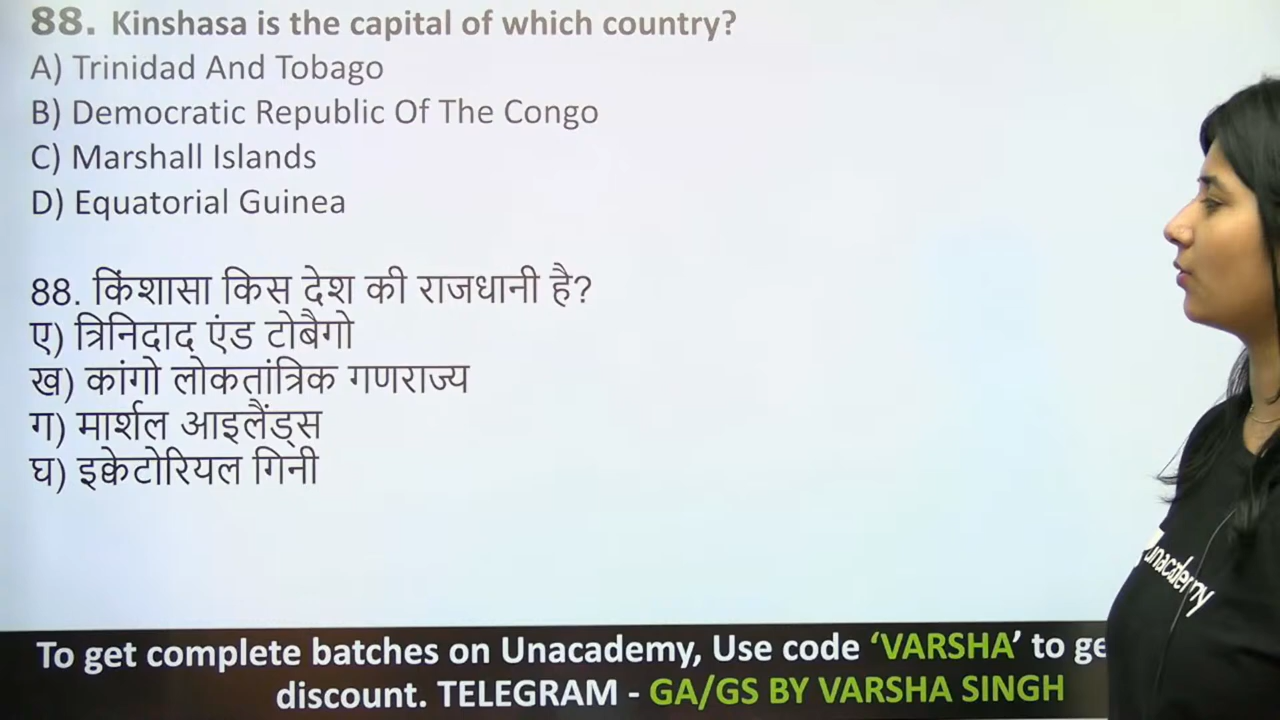 88. Kinshasa is the capital of which country?
A) Trinidad And Tobago
B) Democratic Republic Of The Congo
C) Marshall Islands
D) Equatorial Guinea
88. किंशासा किस देश की राजधानी है?
ए) त्रिनिदाद एंड टोबैगो
ख) कांगो लोकतांत्रिक गणराज्य
ग) मार्शल आइलैंड्स
घ) इक्वेटोरियल गिनी
unacademy
To get complete batches on Unacademy, Use code ‘VARSHA’ to ge
discount. TELEGRAM - GA/GS BY VARSHA SINGH